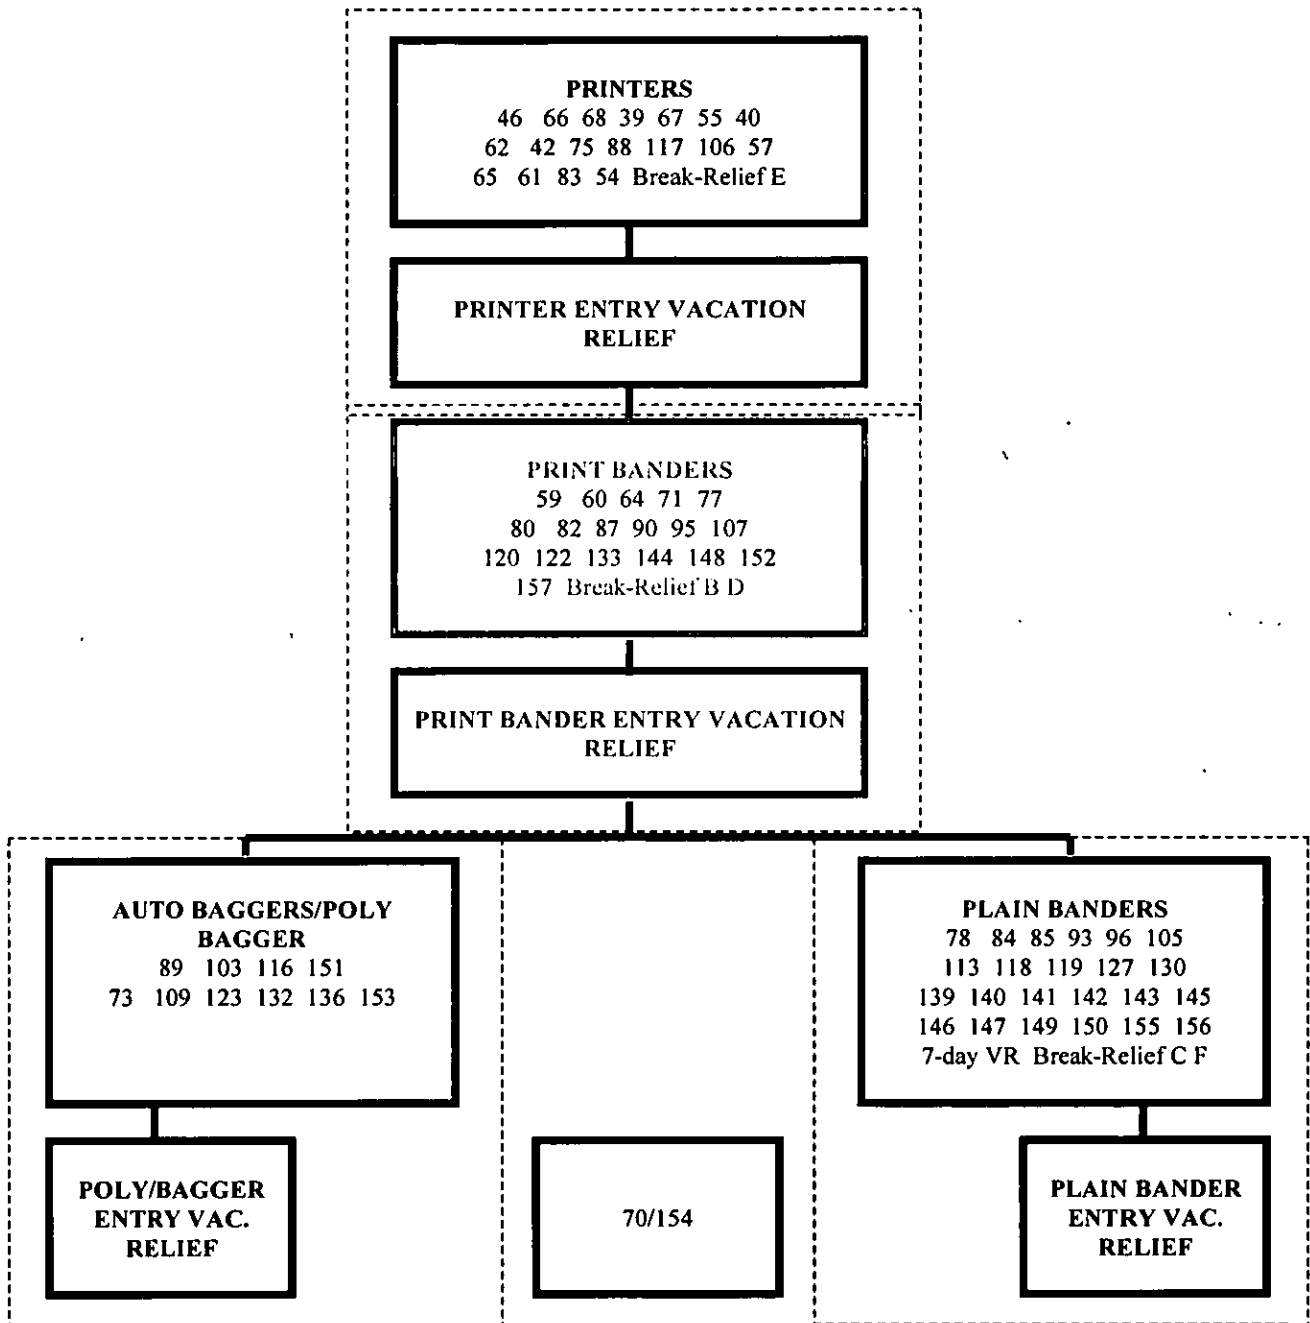 PRINTERS
46 66 68 39 67 55 40
62 42 75 88 117 106 57
65 61 83 54 Break-Relief E
PRINTER ENTRY VACATION
RELIEF
PRINT BANDERS
59 60 64 71 77
80 82 87 90 95 107
120 122 133 144 148 152
157 Break-Relief B D
PRINT BANDER ENTRY VACATION
RELIEF
AUTO BAGGERS/POLY
BAGGER
89 103 116 151
73 109 123 132 136 153
PLAIN BANDERS
78 84 85 93 96 105
113 118 119 127 130
139 140 141 142 143 145
146 147 149 150 155 156
7-day VR Break-Relief C F
POLY/BAGGER
ENTRY VAC.
RELIEF
70/154
PLAIN BANDER
ENTRY VAC.
RELIEF